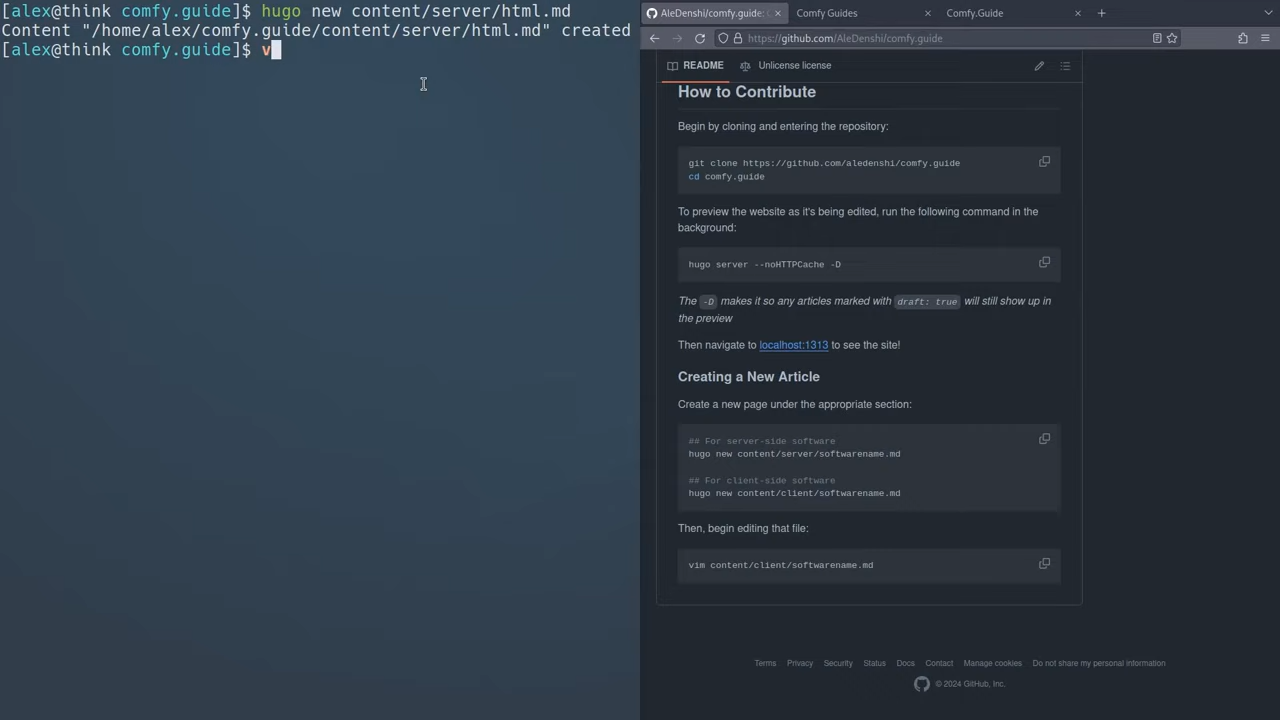 [alex@think comfy.guide]$ hugo new content/server/html.md
Content "/home/alex/comfy.guide/content/server/html.md" created
[alex@think comfy.guide]$ v
AleDenshi/comfy.guide: C
Comfy Guides
Comfy.Guide
https://github.com/AleDenshi/comfy.guide
README
Unlicense license
How to Contribute
Begin by cloning and entering the repository:
git clone https://github.com/aledenshi/comfy.guide
cd comfy.guide
To preview the website as it's being edited, run the following command in the
background:
hugo server --noHTTPCache -D
The -D makes it so any articles marked with draft: true will still show up in
the preview
Then navigate to localhost:1313 to see the site!
Creating a New Article
Create a new page under the appropriate section:
## For server-side software
hugo new content/server/softwarename.md
## For client-side software
hugo new content/client/softwarename.md
Then, begin editing that file:
vim content/client/softwarename.md
Terms Privacy Security Status Docs Contact Manage cookies Do not share my personal information
© 2024 GitHub, Inc.